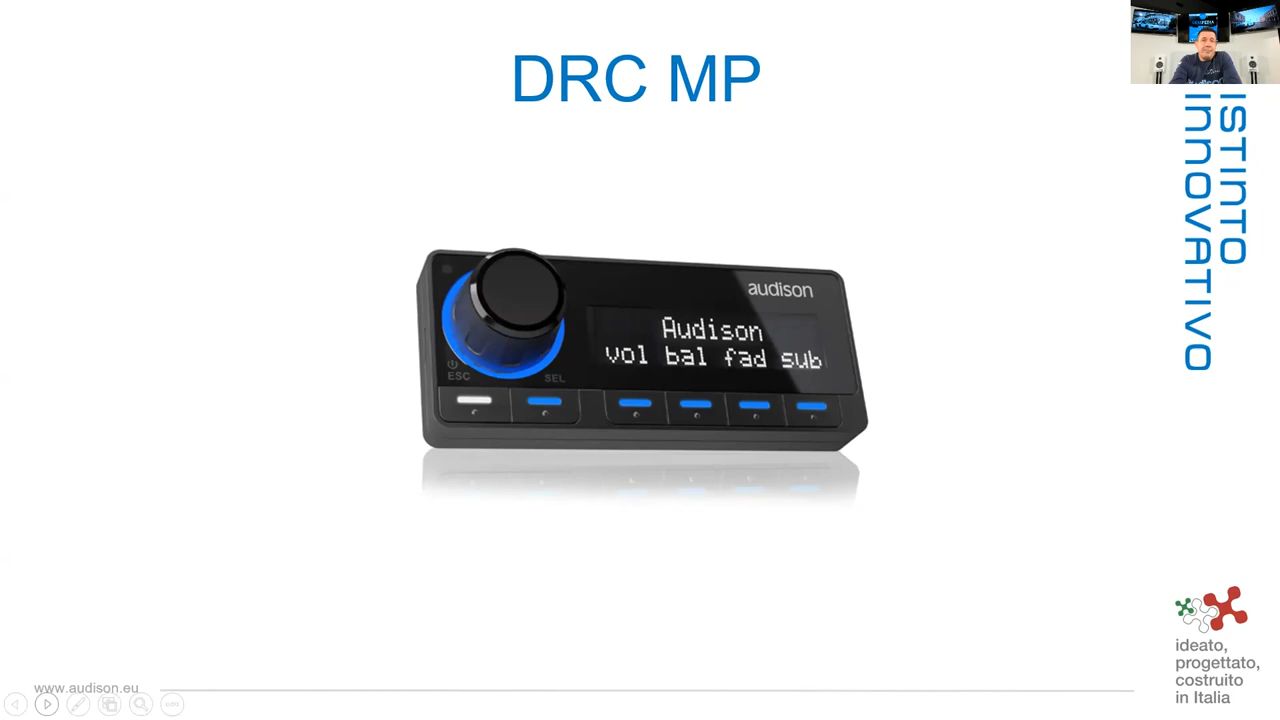 DRC MP
ISTINTO
INNOVATIVO
audison
Audison
vol bal fad sub
ESC
SEL
ideato,
progettato,
costruito
in Italia
www.audison.eu